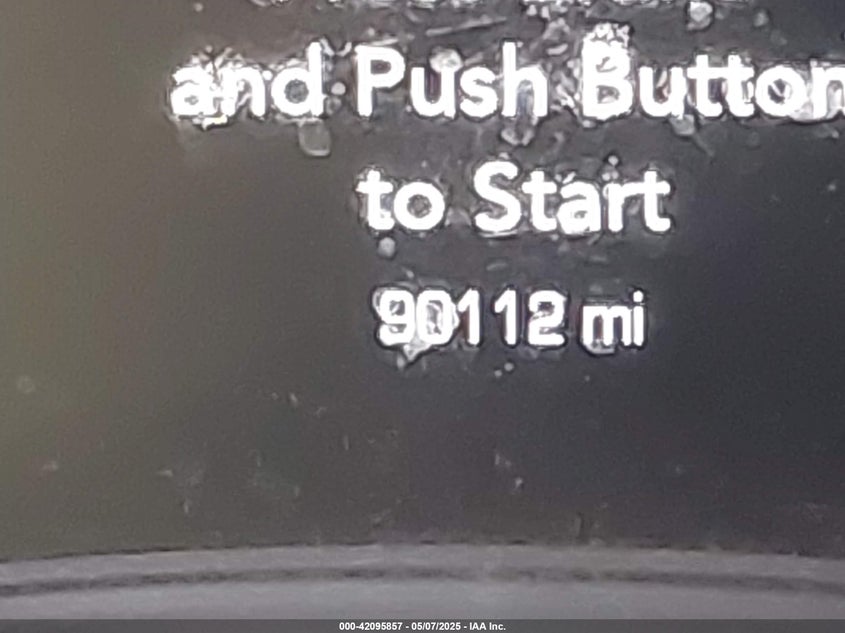 and Push Button
to Start
90112 mi
000-42095857 - 05/07/2025 - IAA Inc.